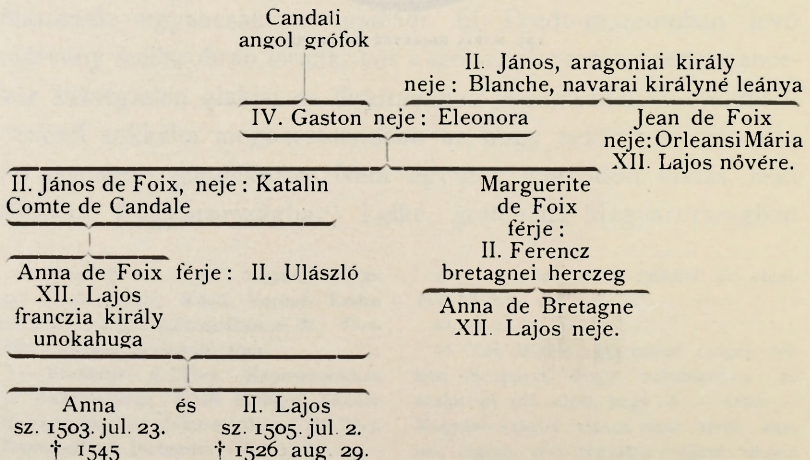 Candali
angol grófok
II. János, aragoniai király
neje: Blanche, navarai királyné leánya
IV. Gaston neje: Eleonora
Jean de Foix
neje: Orleansi Mária
XII. Lajos nővére.
II. János de Foix, neje: Katalin
Comte de Candale
Marguerite
de Foix
férje:
II. Ferencz
bretagnei herczeg
Anna de Foix férje: II. Ulászló
XII. Lajos
franczia király
unokahuga
Anna de Bretagne
XII. Lajos neje.
Anna és II. Lajos
sz. 1503. jul. 23. sz. 1505. jul. 2.
† 1545 † 1526 aug. 29.